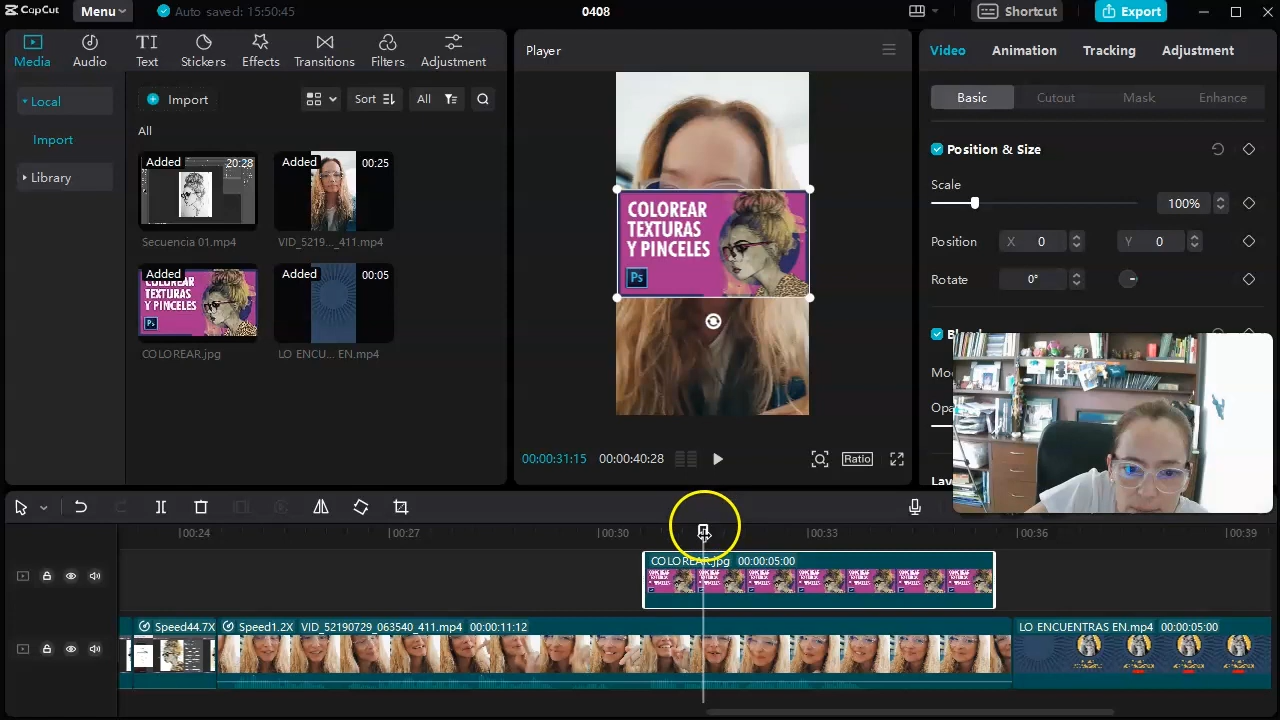 CapCut
Menu
Auto saved: 15:50:45
0408
Shortcut
Export
Media
Audio
Text
Stickers
Effects
Transitions
Filters
Adjustment
Player
Video
Animation
Tracking
Adjustment
Local
Import
Library
Import
Sort
All
All
Added
20:28
Secuencia 01.mp4
Added
00:25
VID_5219..._411.mp4
Added
COLOREAR
TEXTURAS
Y PINCELES
Ps
COLOREAR.jpg
Added
00:05
LO ENCU... EN.mp4
COLOREAR
TEXTURAS
Y PINCELES
Ps
00:00:31:15
00:00:40:28
Ratio
Basic
Cutout
Mask
Enhance
Position & Size
Scale
100%
Position
X 0
Y 0
Rotate
0°
00:24
00:27
00:30
00:33
00:36
00:39
COLOREAR.jpg 00:00:05:00
Speed44.7X
Speed1.2X VID_52190729_063540_411.mp4 00:00:11:12
LO ENCUENTRAS EN.mp4 00:00:05:00